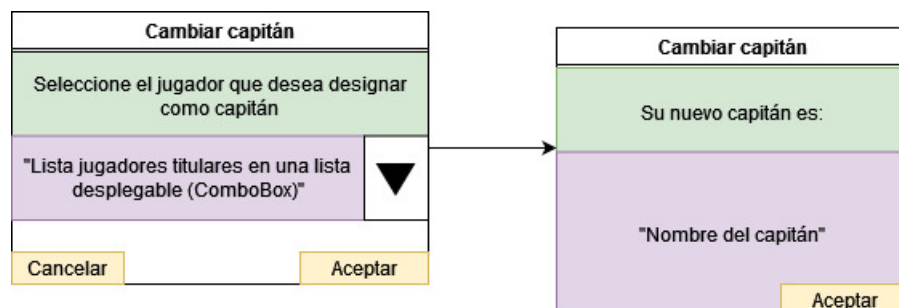 Cambiar capitán
Seleccione el jugador que desea designar
como capitán
"Lista jugadores titulares en una lista
desplegable (ComboBox)"
Cancelar
Aceptar
Cambiar capitán
Su nuevo capitán es:
"Nombre del capitán"
Aceptar